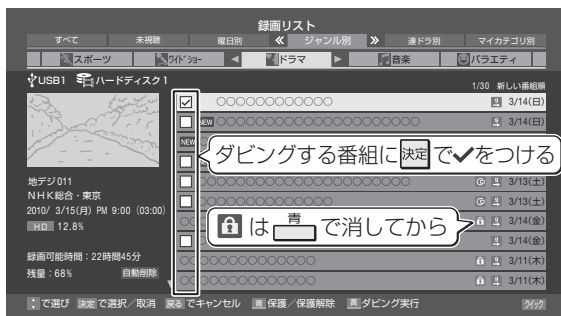 録画リスト
すべて 未視聴 曜日別 ≪ ジャンル別 ≫ 連ドラ別 マイカテゴリ別
スポーツ ワイドショー ◀ ドラマ ▶ 音楽 バラエティ
USB1 ハードディスク1
1/30 新しい番組順
○○○○○○○○○○○○ 3/14(日)
NEW ○○○○○○○○○○○○○○○○○○○○○○ 3/14(日)
NEW
ダビングする番組に決定で✓をつける
地デジ011
○○○○○○○○○○○○○○○○○○○○○○ 3/13(土)
NHK総合・東京
○○○○○○○○○○○○ 3/13(土)
2010/ 3/15(月) PM 9:00 (03:00)
は青で消してから
3/14(金)
HD 12.8%
3/14(金)
録画可能時間：22時間45分
○○○○○○○○○○○○ 3/11(木)
残量：68% 自動削除
○○○○○○○○○○○○○○○○○○○○○○ 3/11(木)
で選び 決定で選択／取消 戻るでキャンセル 青 保護／保護解除 黄 ダビング実行 クイック